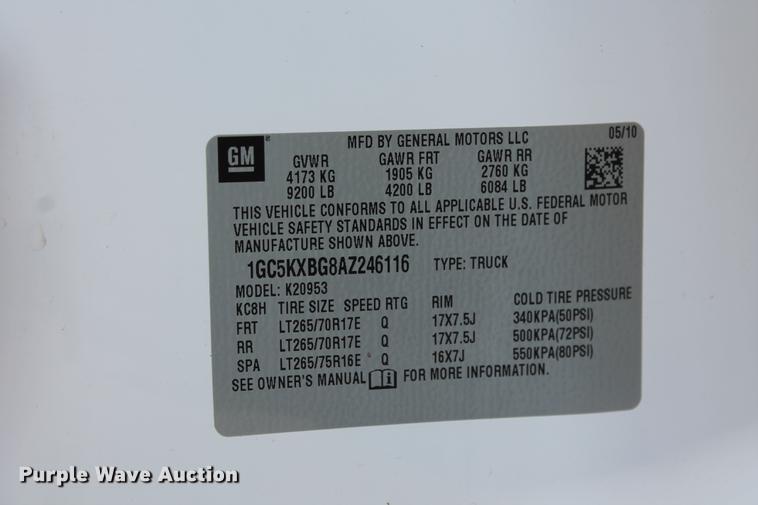 GM
MFD BY GENERAL MOTORS LLC 05/10
GVWR GAWR FRT GAWR RR
4173 KG 1905 KG 2760 KG
9200 LB 4200 LB 6084 LB
THIS VEHICLE CONFORMS TO ALL APPLICABLE U.S. FEDERAL MOTOR
VEHICLE SAFETY STANDARDS IN EFFECT ON THE DATE OF
MANUFACTURE SHOWN ABOVE.
1GC5KXBG8AZ246116 TYPE: TRUCK
MODEL: K20953
KC8H TIRE SIZE SPEED RTG RIM COLD TIRE PRESSURE
FRT LT265/70R17E Q 17X7.5J 340KPA(50PSI)
RR LT265/70R17E Q 17X7.5J 500KPA(72PSI)
SPA LT265/75R16E Q 16X7J 550KPA(80PSI)
SEE OWNER'S MANUAL i FOR MORE INFORMATION.
Purple Wave Auction